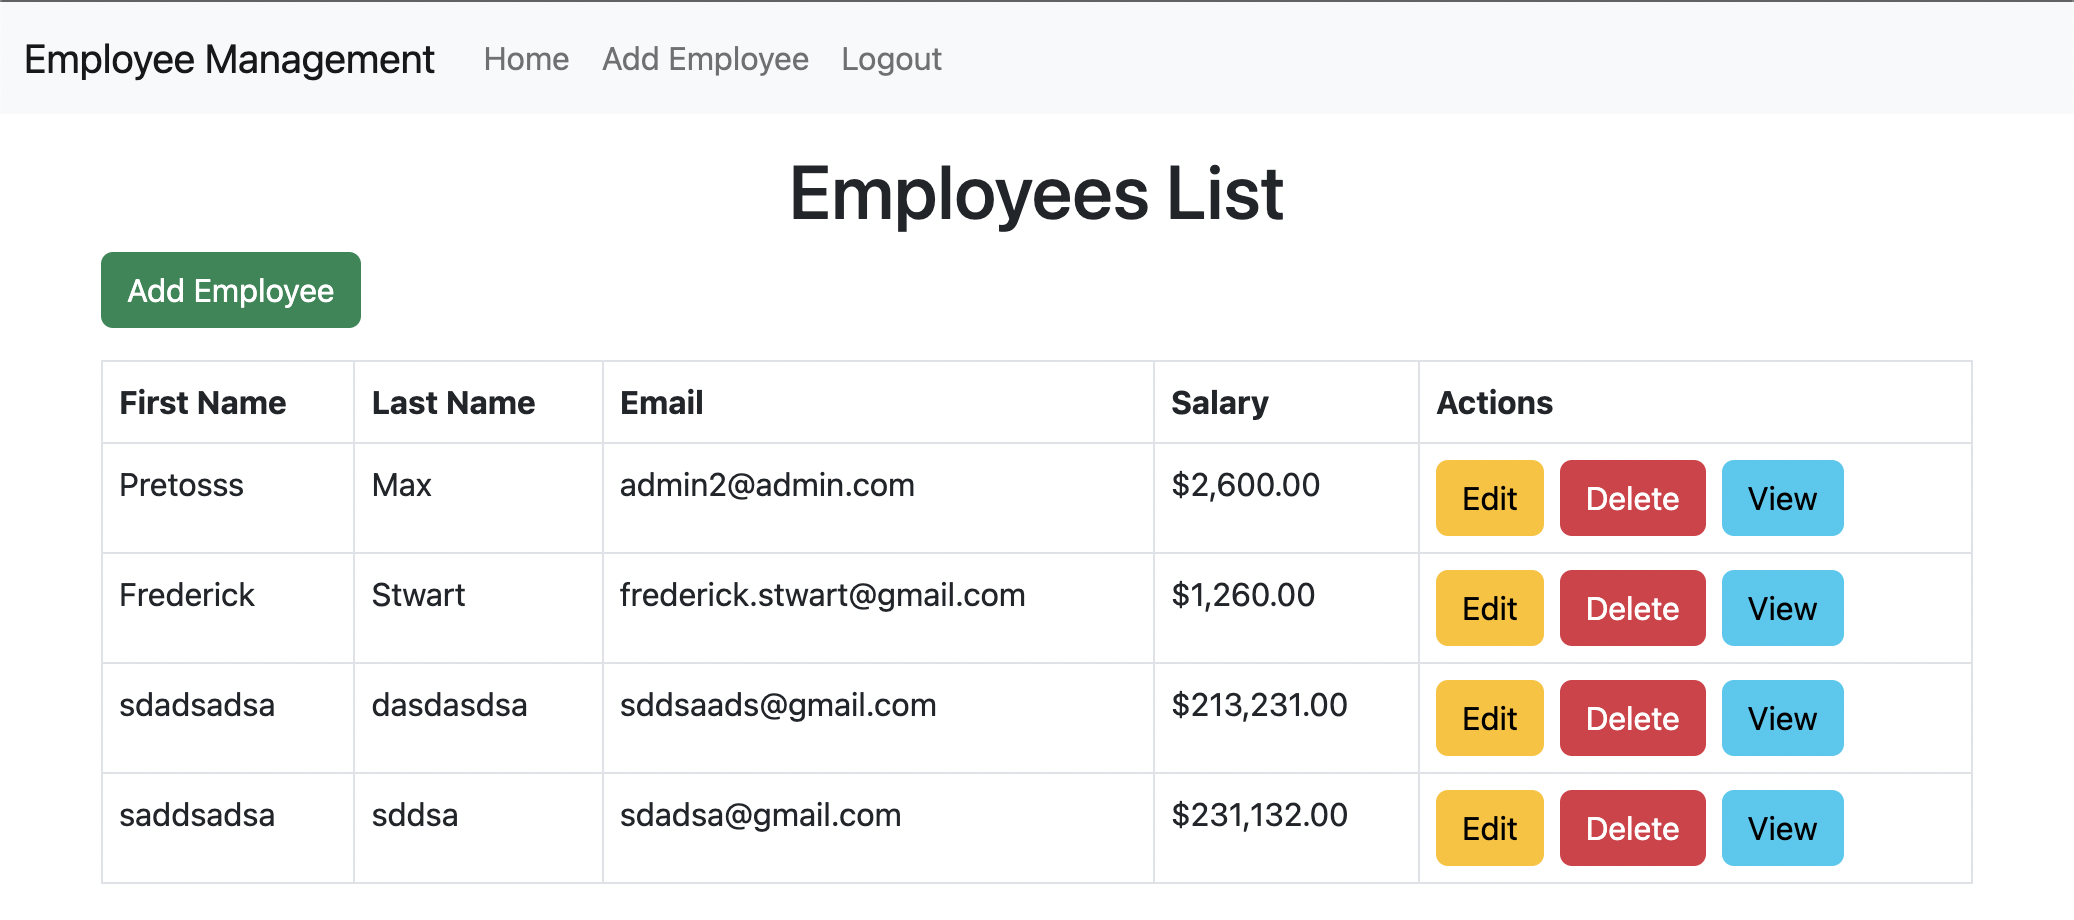 Employee Management Home Add Employee Logout
Employees List
Add Employee
First Name Last Name Email Salary Actions
Pretosss Max admin2@admin.com $2,600.00 Edit Delete View
Frederick Stwart frederick.stwart@gmail.com $1,260.00 Edit Delete View
sdadsadsa dasdasdsa sddsaads@gmail.com $213,231.00 Edit Delete View
saddsadsa sddsa sdadsa@gmail.com $231,132.00 Edit Delete View